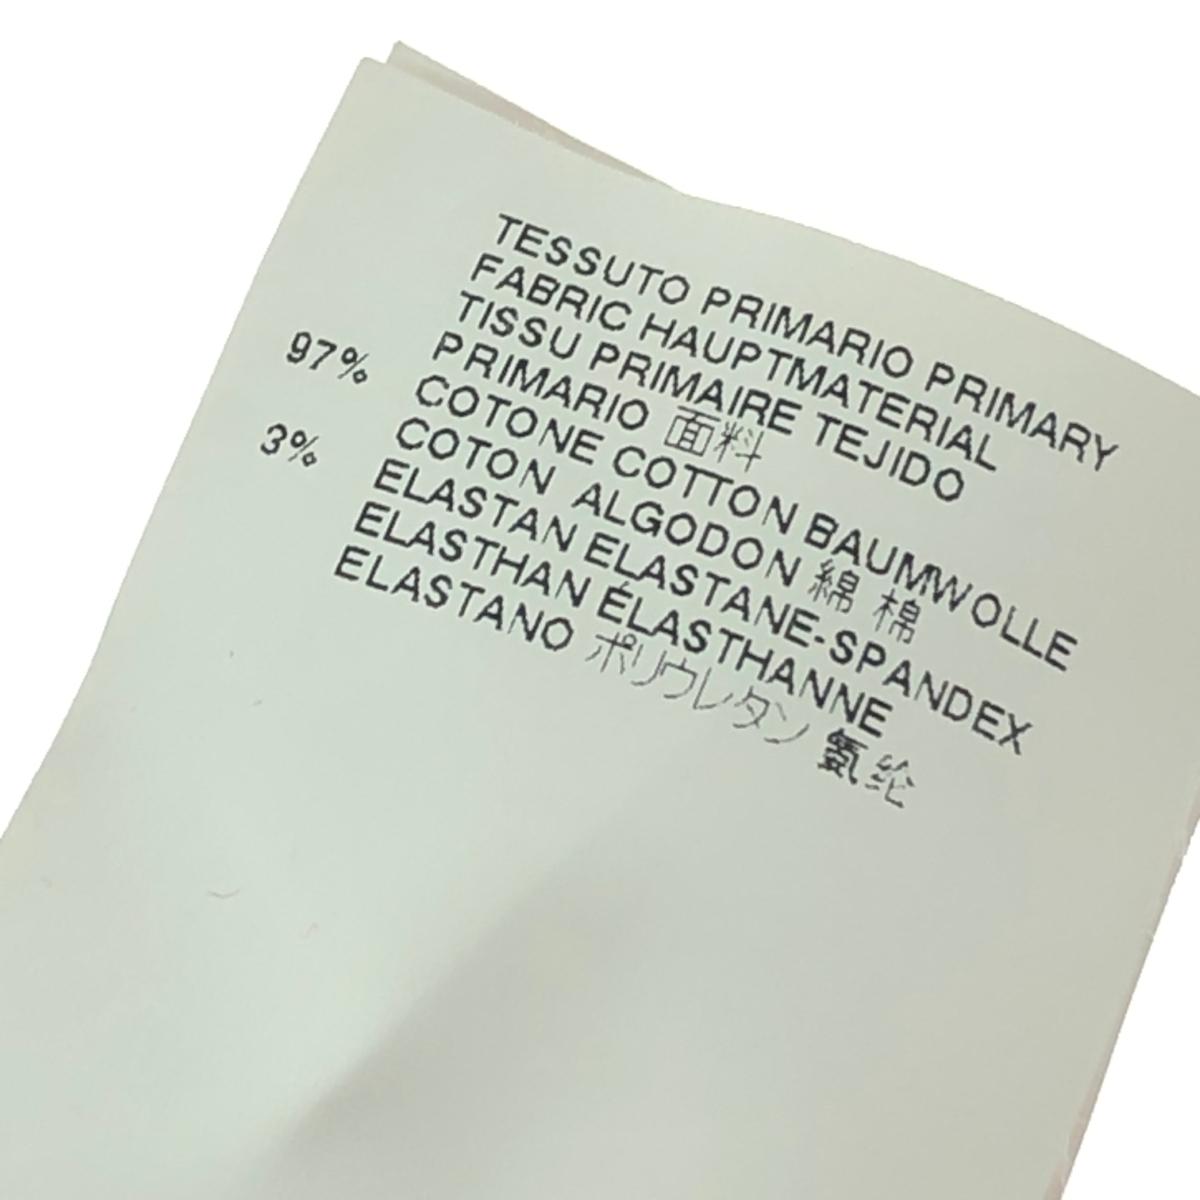 TESSUTO PRIMARIO PRIMARY
FABRIC HAUPTMATERIAL
TISSU PRIMAIRE TEJIDO
PRIMARIO 面料
97% COTONE COTTON BAUMWOLLE
COTON ALGODON 綿 棉
3% ELASTAN ELASTANE-SPANDEX
ELASTHAN ÉLASTHANNE
ELASTANO ポリウレタン 氨纶